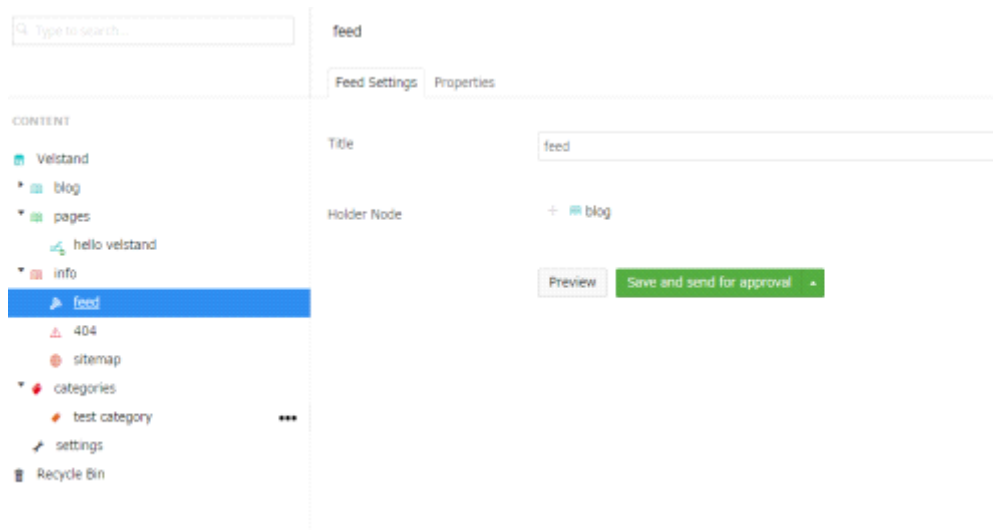 Type to search...
feed
Feed Settings Properties
CONTENT
Velstand
blog
pages
hello velstand
info
feed
404
sitemap
categories
test category
settings
Recycle Bin
Title
feed
Holder Node
blog
Preview
Save and send for approval